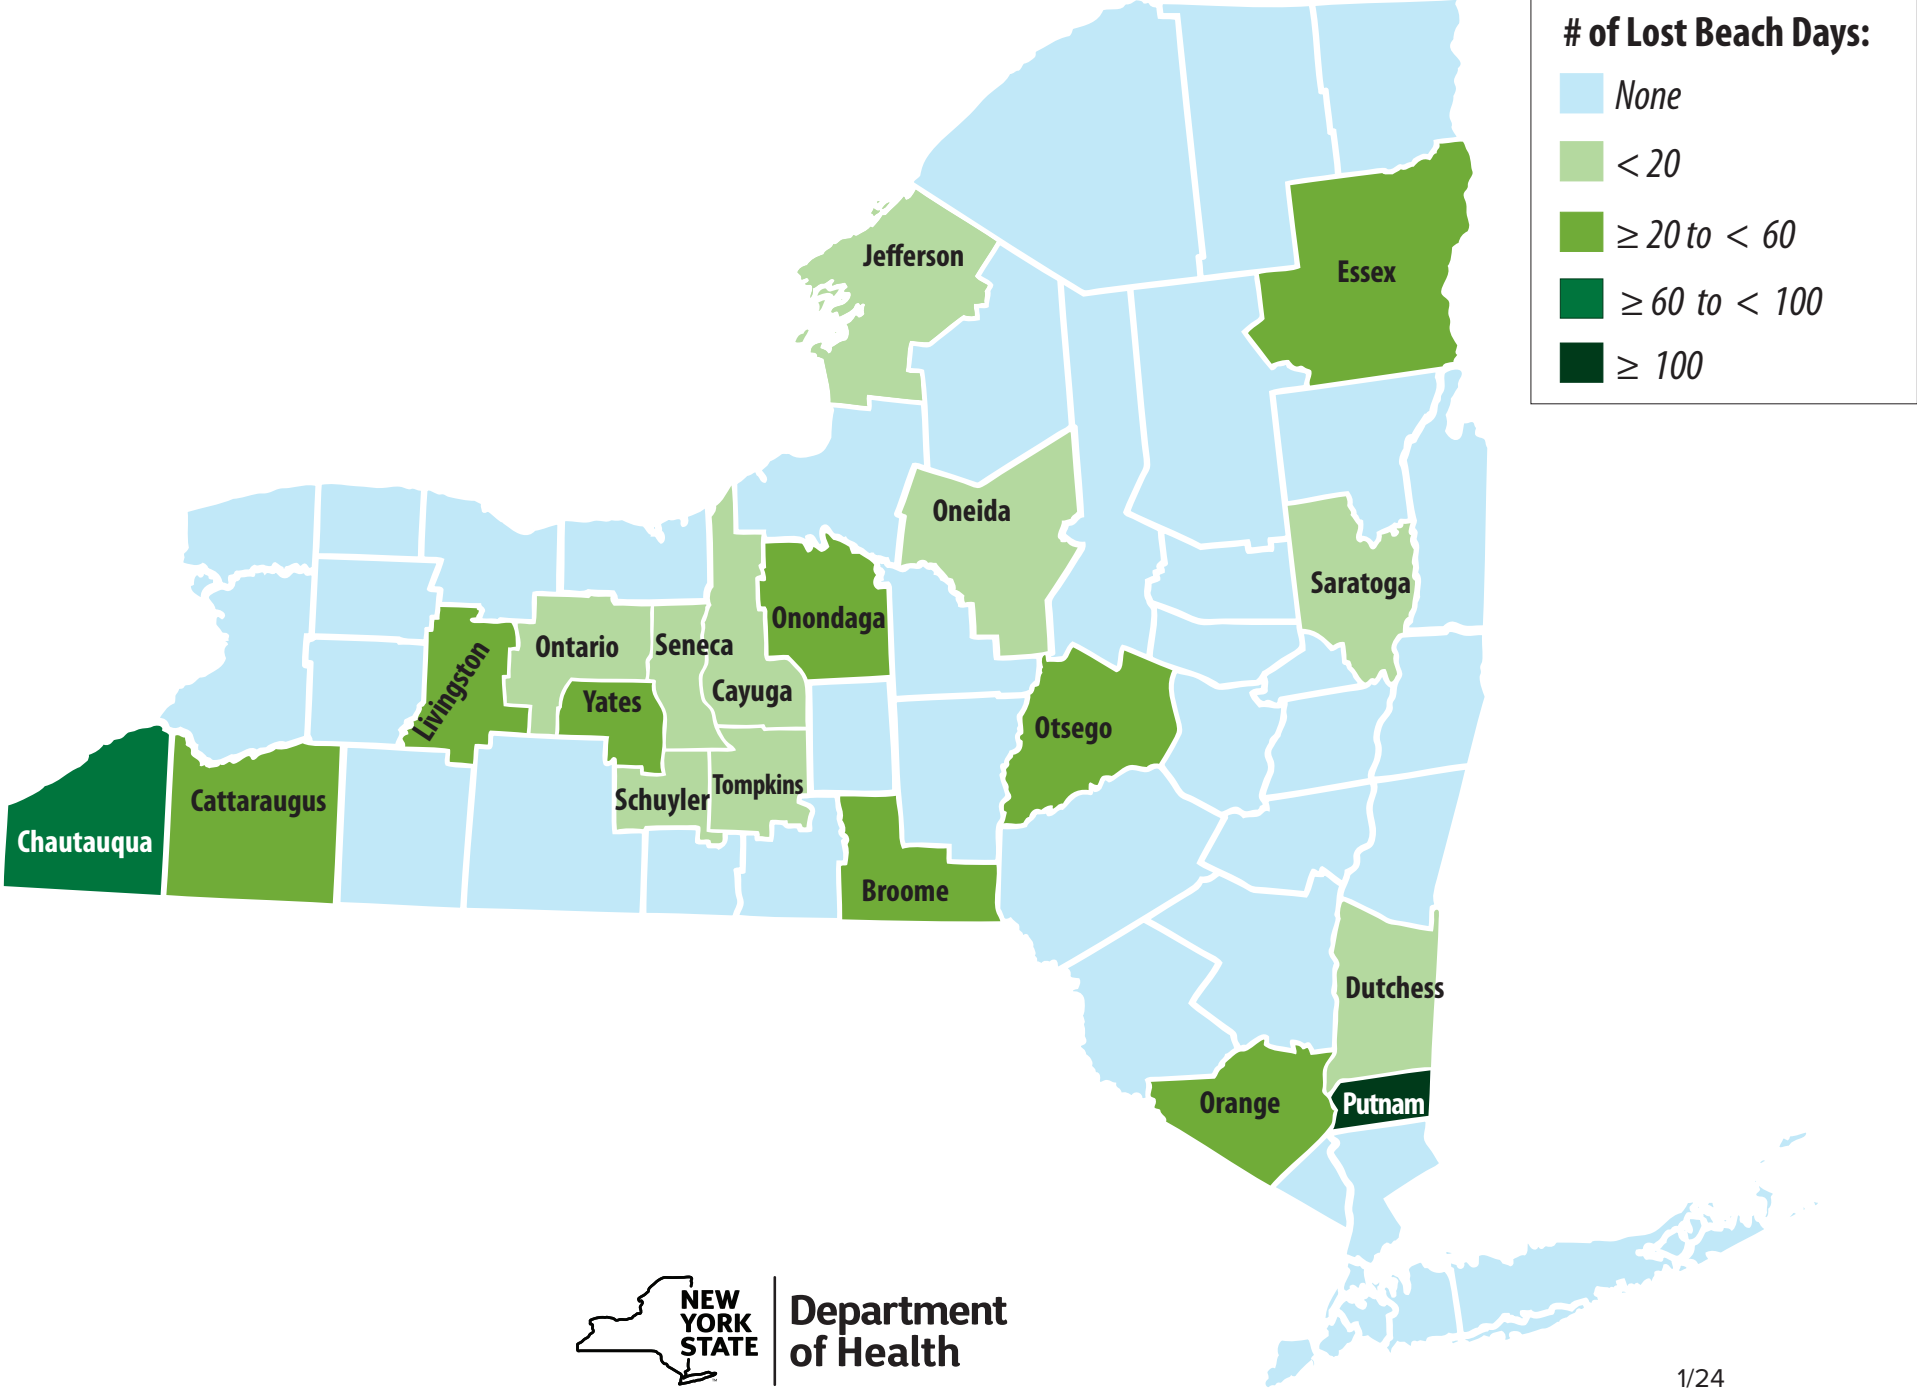 # of Lost Beach Days:
None
< 20
≥ 20 to < 60
≥ 60 to < 100
≥ 100
Jefferson
Essex
Oneida
Saratoga
Onondaga
Ontario
Seneca
Livingston
Cayuga
Yates
Otsego
Tompkins
Schuyler
Cattaraugus
Chautauqua
Broome
Dutchess
Orange
Putnam
NEW
YORK
STATE
Department
of Health
1/24